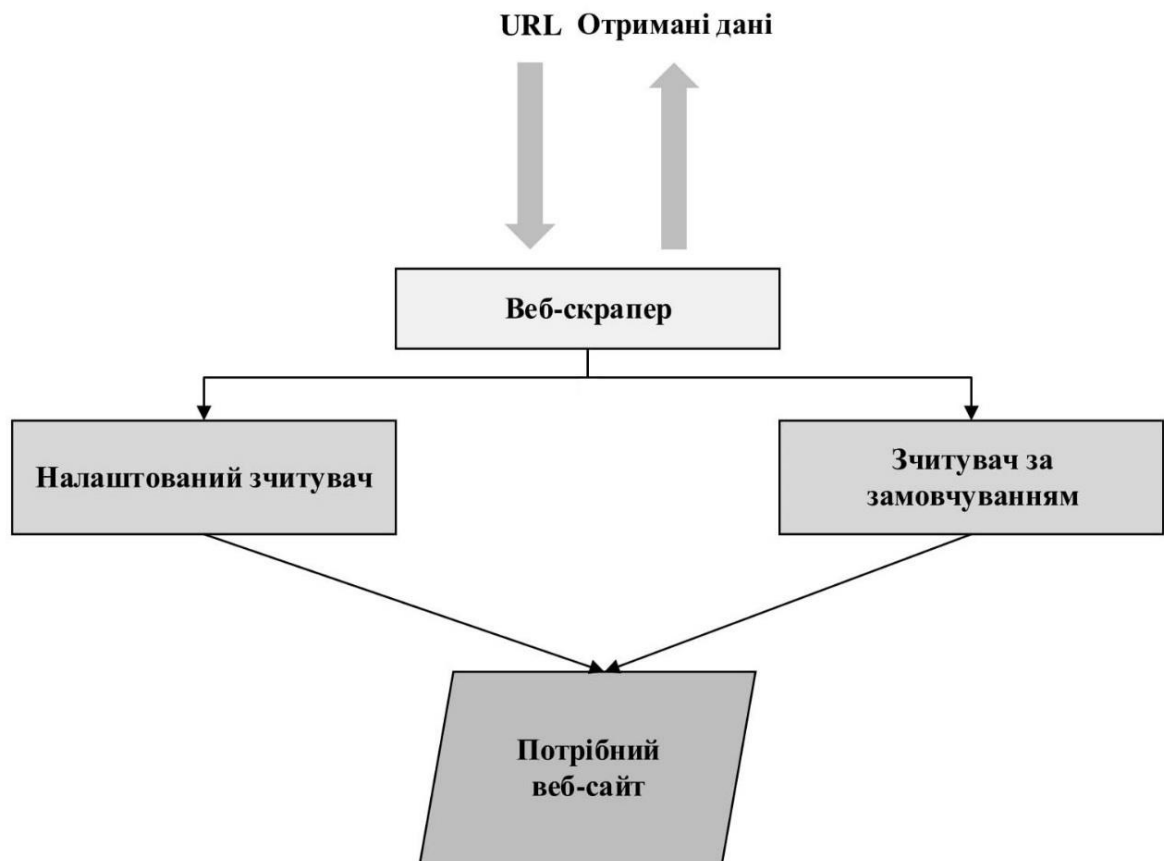 URL Отримані дані
Веб-скрапер
Налаштований зчитувач
Зчитувач за
замовчуванням
Потрібний
веб-сайт